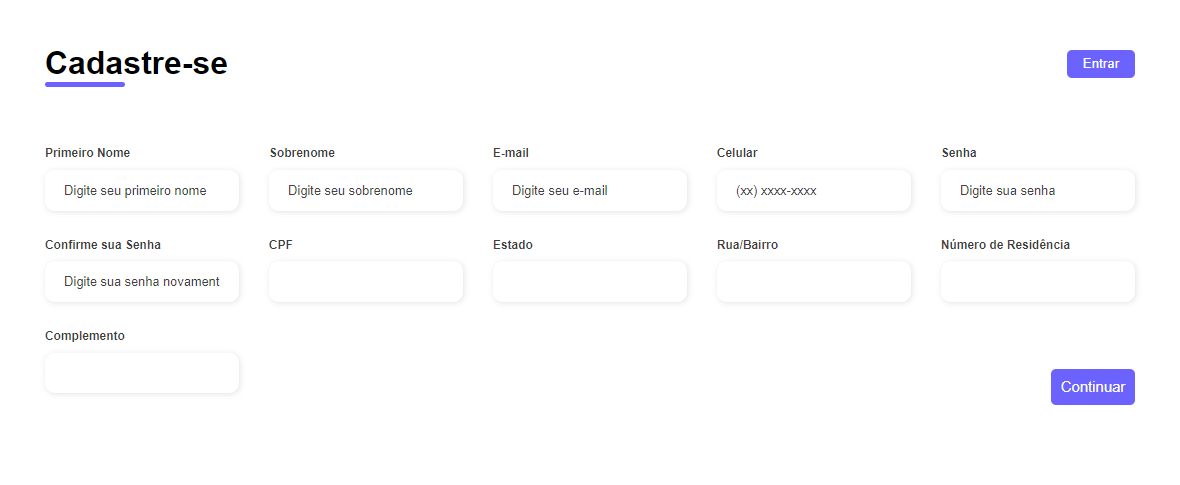 Cadastre-se
Entrar
Primeiro Nome
Sobrenome
E-mail
Celular
Senha
Digite seu primeiro nome
Digite seu sobrenome
Digite seu e-mail
(xx) xxxx-xxxx
Digite sua senha
Confirme sua Senha
CPF
Estado
Rua/Bairro
Número de Residência
Digite sua senha novament
Complemento
Continuar